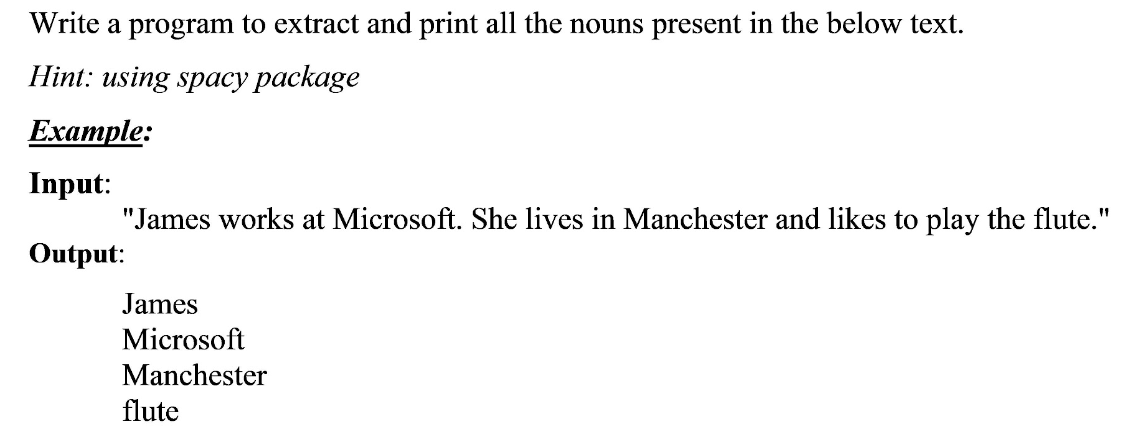 Write a program to extract and print all the nouns present in the below text.
Hint: using spacy package
Example:
Input:
"James works at Microsoft. She lives in Manchester and likes to play the flute."
Output:
James
Microsoft
Manchester
flute